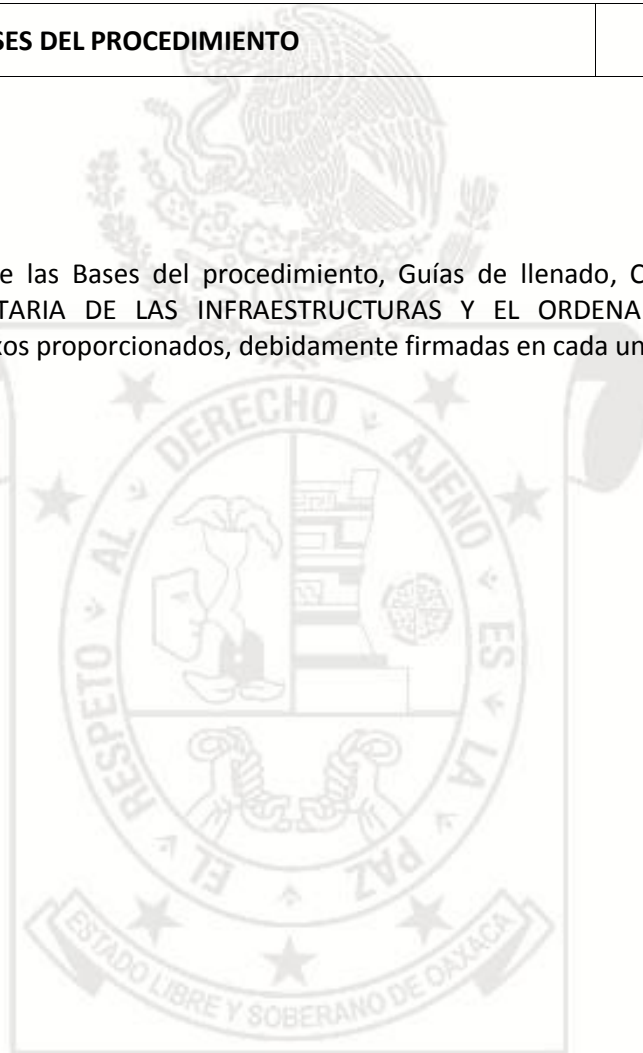 SES DEL PROCEDIMIENTO
e las Bases del procedimiento, Guías de llenado, C
TARIA DE LAS INFRAESTRUCTURAS Y EL ORDENA
xos proporcionados, debidamente firmadas en cada un
EL RESPETO AL DERECHO AJENO ES LA PAZ
ESTADO LIBRE Y SOBERANO DE OAXACA